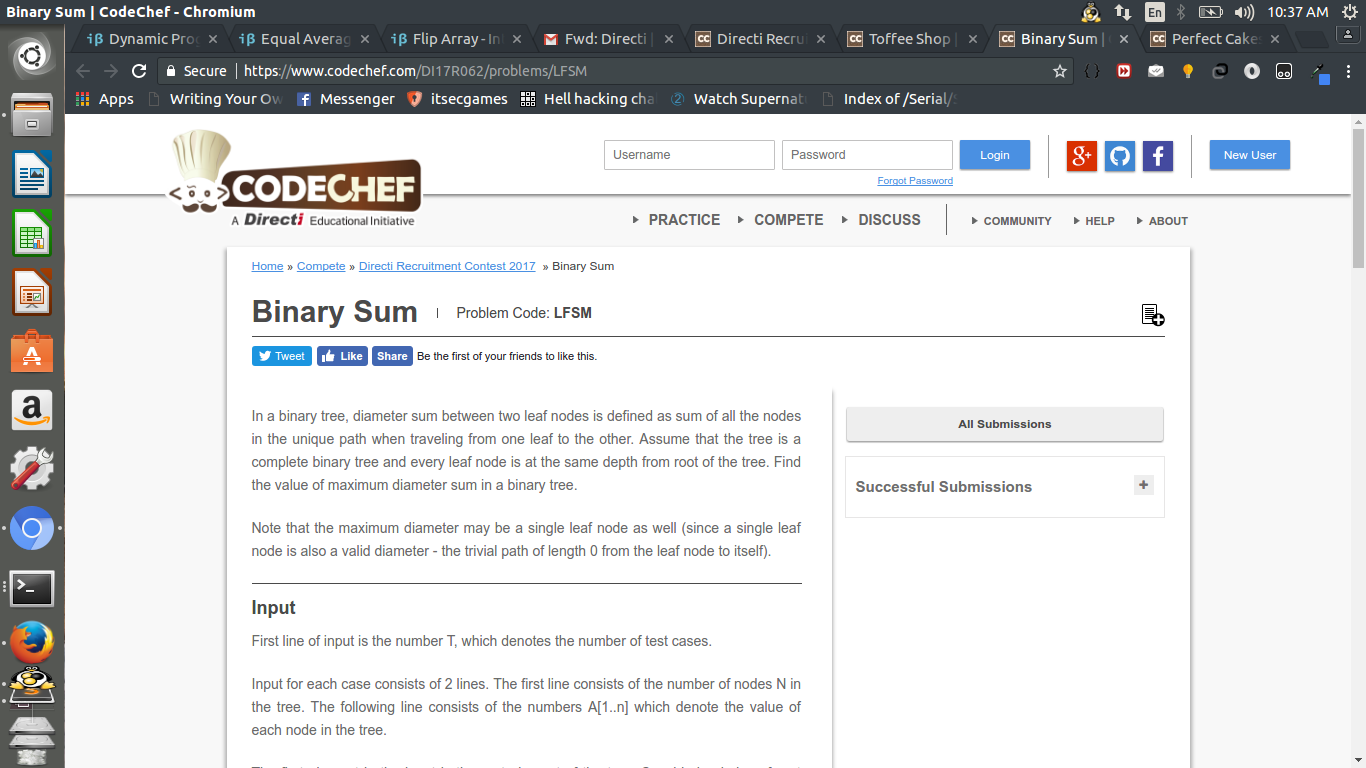 Binary Sum | CodeChef - Chromium
En
10:37 AM
iβ Dynamic Prog
iβ Equal Averag
iβ Flip Array - In
Fwd: Directi |
CC Directi Recru
CC Toffee Shop |
CC Binary Sum |
CC Perfect Cake
Secure | https://www.codechef.com/DI17R062/problems/LFSM
Apps
Writing Your Ow
Messenger
itsecgames
Hell hacking cha
Watch Supernat
Index of /Serial/
CODECHEF
A Directi Educational Initiative
Username
Password
Login
Forgot Password
New User
PRACTICE
COMPETE
DISCUSS
COMMUNITY
HELP
ABOUT
Home » Compete » Directi Recruitment Contest 2017 » Binary Sum
Binary Sum
Problem Code: LFSM
Tweet
Like
Share
Be the first of your friends to like this.
In a binary tree, diameter sum between two leaf nodes is defined as sum of all the nodes
in the unique path when traveling from one leaf to the other. Assume that the tree is a
complete binary tree and every leaf node is at the same depth from root of the tree. Find
the value of maximum diameter sum in a binary tree.
Note that the maximum diameter may be a single leaf node as well (since a single leaf
node is also a valid diameter - the trivial path of length 0 from the leaf node to itself).
Input
First line of input is the number T, which denotes the number of test cases.
Input for each case consists of 2 lines. The first line consists of the number of nodes N in
the tree. The following line consists of the numbers A[1..n] which denote the value of
each node in the tree.
All Submissions
Successful Submissions
+